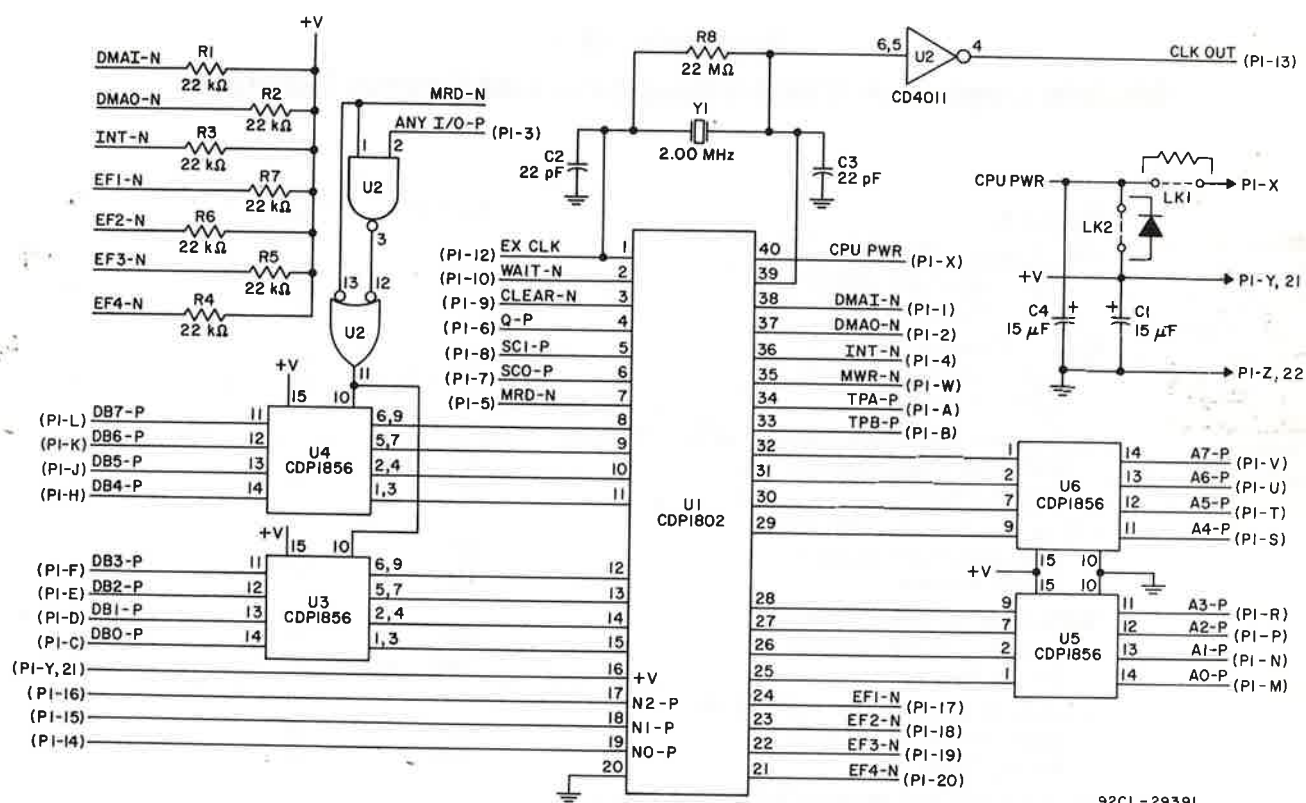 +V
DMAI-N R1 22 kΩ
DMAO-N R2 22 kΩ
INT-N R3 22 kΩ
EF1-N R7 22 kΩ
EF2-N R6 22 kΩ
EF3-N R5 22 kΩ
EF4-N R4 22 kΩ
MRD-N
ANY I/O-P (P1-3)
1 2
U2
3
13 12
U2
11
R8
22 MΩ
Y1
2.00 MHz
C2
22 pF
C3
22 pF
6,5 U2 4 CLK OUT (P1-13)
CD4011
CPU PWR LK1 P1-X
LK2
+V P1-Y, 21
C4 + 15 μF
+ C1 15 μF
P1-Z, 22
(P1-12) EX CLK 1
(P1-10) WAIT-N 2
(P1-9) CLEAR-N 3
(P1-6) Q-P 4
(P1-8) SC1-P 5
(P1-7) SCO-P 6
(P1-5) MRD-N 7
8
9
10
11
12
13
14
15
16 +V
17 N2-P
18 N1-P
19 N0-P
20
U1
CDP1802
40 CPU PWR (P1-X)
39
38 DMAI-N (P1-1)
37 DMAO-N (P1-2)
36 INT-N (P1-4)
35 MWR-N (P1-W)
34 TPA-P (P1-A)
33 TPB-P (P1-B)
32
31
30
29
28
27
26
25
24 EF1-N (P1-17)
23 EF2-N (P1-18)
22 EF3-N (P1-19)
21 EF4-N (P1-20)
+V
15 10
(P1-L) DB7-P 11 6,9
(P1-K) DB6-P 12 5,7
(P1-J) DB5-P 13 2,4
(P1-H) DB4-P 14 1,3
U4
CDP1856
+V
15 10
(P1-F) DB3-P 11 6,9
(P1-E) DB2-P 12 5,7
(P1-D) DB1-P 13 2,4
(P1-C) DB0-P 14 1,3
U3
CDP1856
(P1-Y, 21)
(P1-16)
(P1-15)
(P1-14)
1 14 A7-P (P1-V)
2 13 A6-P (P1-U)
7 12 A5-P (P1-T)
9 11 A4-P (P1-S)
U6
CDP1856
15 10
+V
15 10
9 11 A3-P (P1-R)
7 12 A2-P (P1-P)
2 13 A1-P (P1-N)
1 14 A0-P (P1-M)
U5
CDP1856
92CL-29391